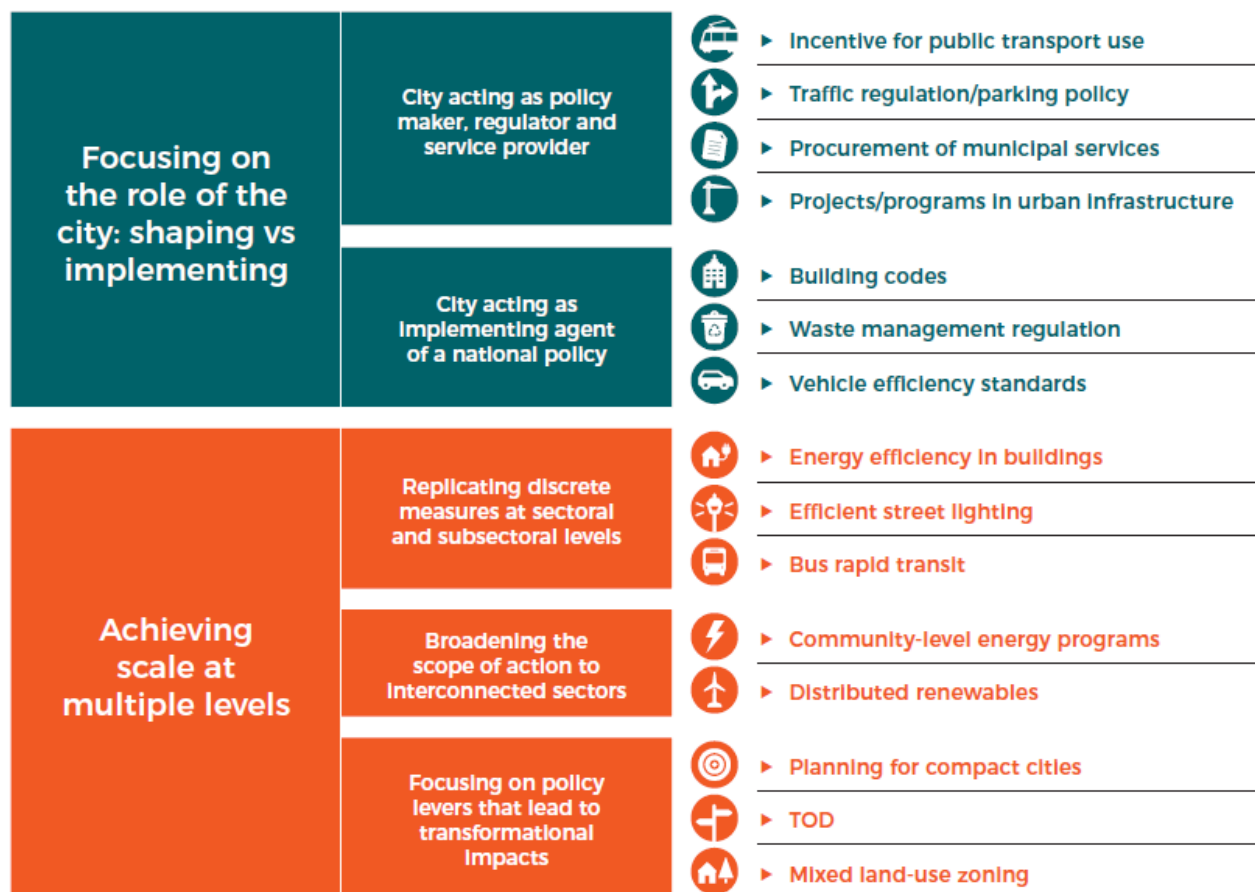 Focusing on
the role of the
city: shaping vs
implementing
City acting as policy
maker, regulator and
service provider
► Incentive for public transport use
► Traffic regulation/parking policy
► Procurement of municipal services
► Projects/programs in urban infrastructure
City acting as
implementing agent
of a national policy
► Building codes
► Waste management regulation
► Vehicle efficiency standards
Achieving
scale at
multiple levels
Replicating discrete
measures at sectoral
and subsectoral levels
► Energy efficiency in buildings
► Efficient street lighting
► Bus rapid transit
Broadening the
scope of action to
interconnected sectors
► Community-level energy programs
► Distributed renewables
Focusing on policy
levers that lead to
transformational
impacts
► Planning for compact cities
► TOD
► Mixed land-use zoning